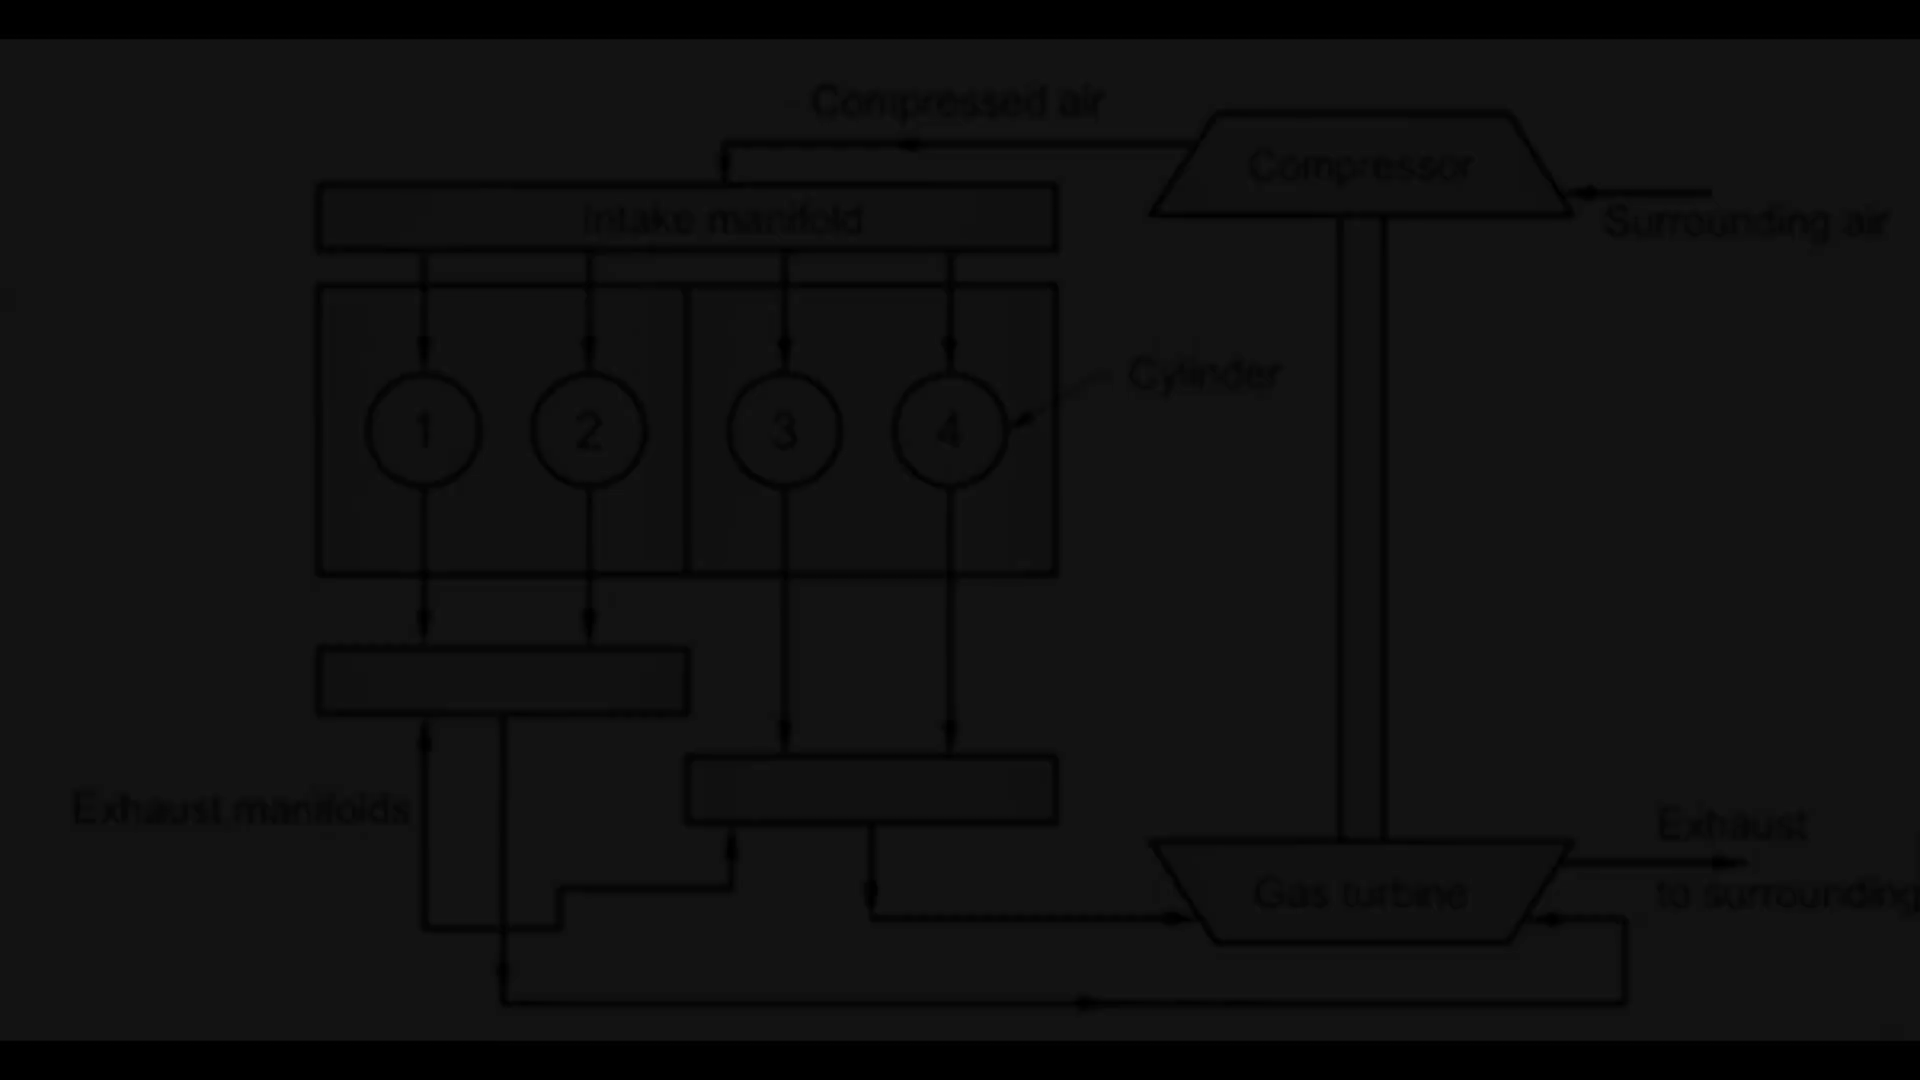 Compressed air
Compressor
Intake manifold
Surrounding air
Cylinder
1 2 3 4
Exhaust manifolds
Exhaust
to surrounding
Gas turbine